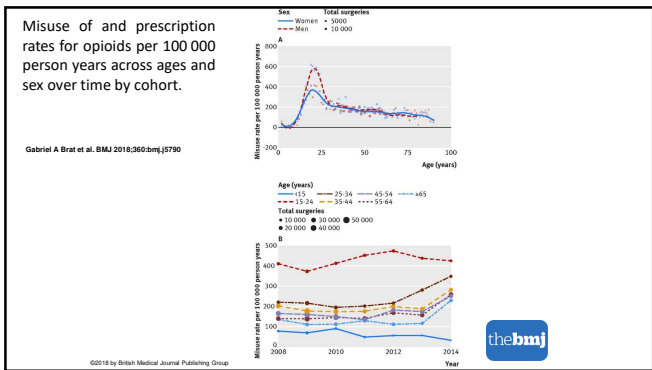 Misuse of and prescription
rates for opioids per 100 000
person years across ages and
sex over time by cohort.
Gabriel A Brat et al. BMJ 2018;360:bmj.j5790
Sex Total surgeries
Women • 5000
Men • 10 000
A
Misuse rate per 100 000 person years
800
600
400
200
0
-200
0 25 50 75 100
Age (years)
Age (years)
<15 25-34 45-54 ≥65
15-24 35-44 55-64
Total surgeries
• 10 000 • 30 000 • 50 000
• 20 000 • 40 000
B
Misuse rate per 100 000 person years
500
400
300
200
100
0
2008 2010 2012 2014
Year
thebmj
©2018 by British Medical Journal Publishing Group